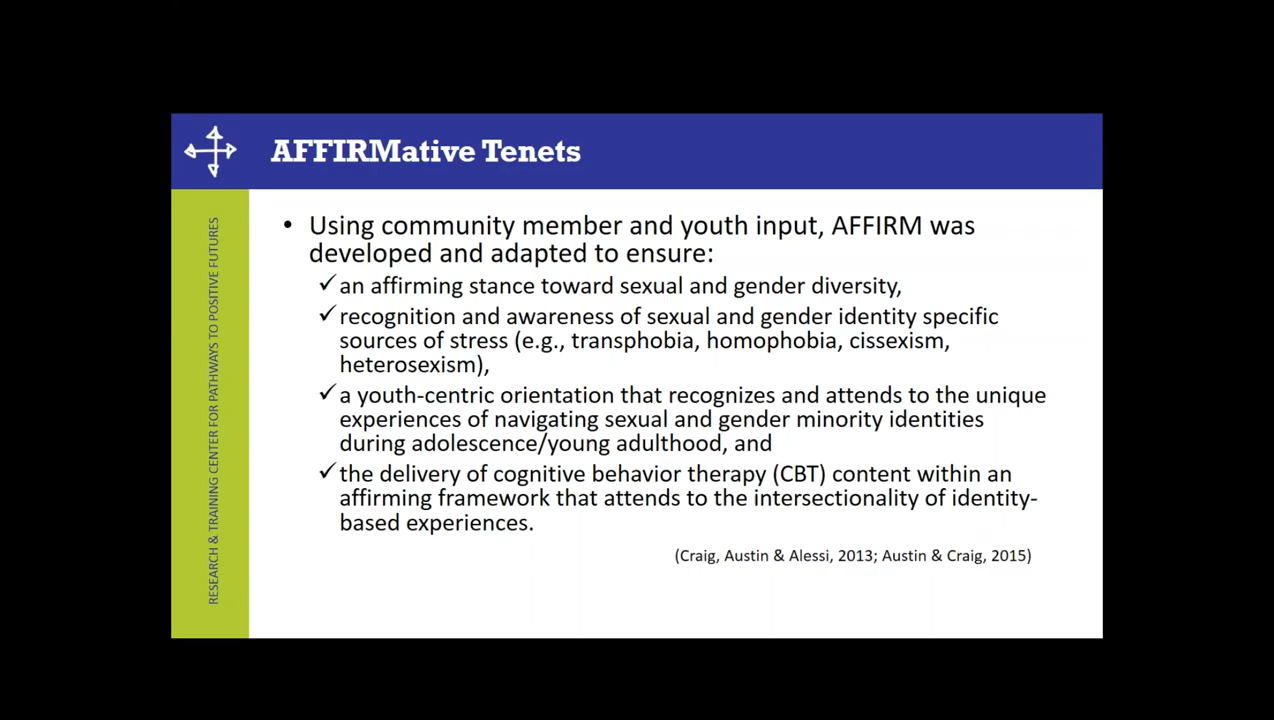 AFFIRMative Tenets
RESEARCH & TRAINING CENTER FOR PATHWAYS TO POSITIVE FUTURES
• Using community member and youth input, AFFIRM was
developed and adapted to ensure:
✓an affirming stance toward sexual and gender diversity,
✓recognition and awareness of sexual and gender identity specific
sources of stress (e.g., transphobia, homophobia, cissexism,
heterosexism),
✓a youth-centric orientation that recognizes and attends to the unique
experiences of navigating sexual and gender minority identities
during adolescence/young adulthood, and
✓the delivery of cognitive behavior therapy (CBT) content within an
affirming framework that attends to the intersectionality of identity-
based experiences.
(Craig, Austin & Alessi, 2013; Austin & Craig, 2015)